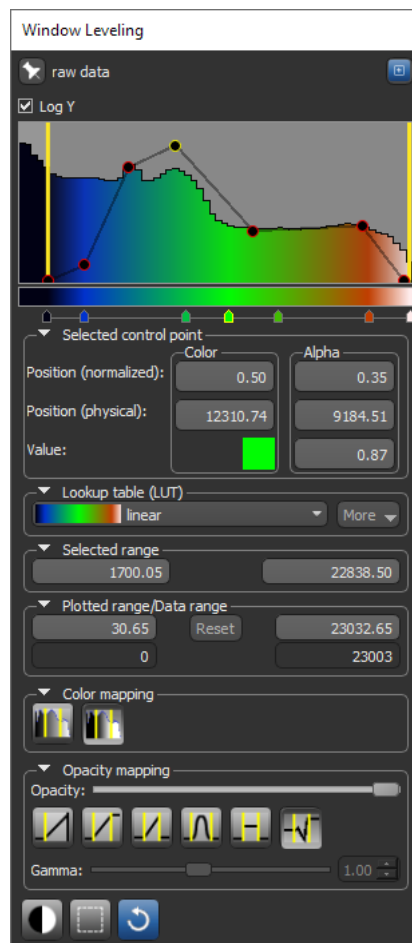 Window Leveling
raw data
Log Y
Selected control point
Color Alpha
Position (normalized): 0.50 0.35
Position (physical): 12310.74 9184.51
Value: 0.87
Lookup table (LUT)
linear More
Selected range
1700.05 22838.50
Plotted range/Data range
30.65 Reset 23032.65
0 23003
Color mapping
Opacity mapping
Opacity:
Gamma: 1.00